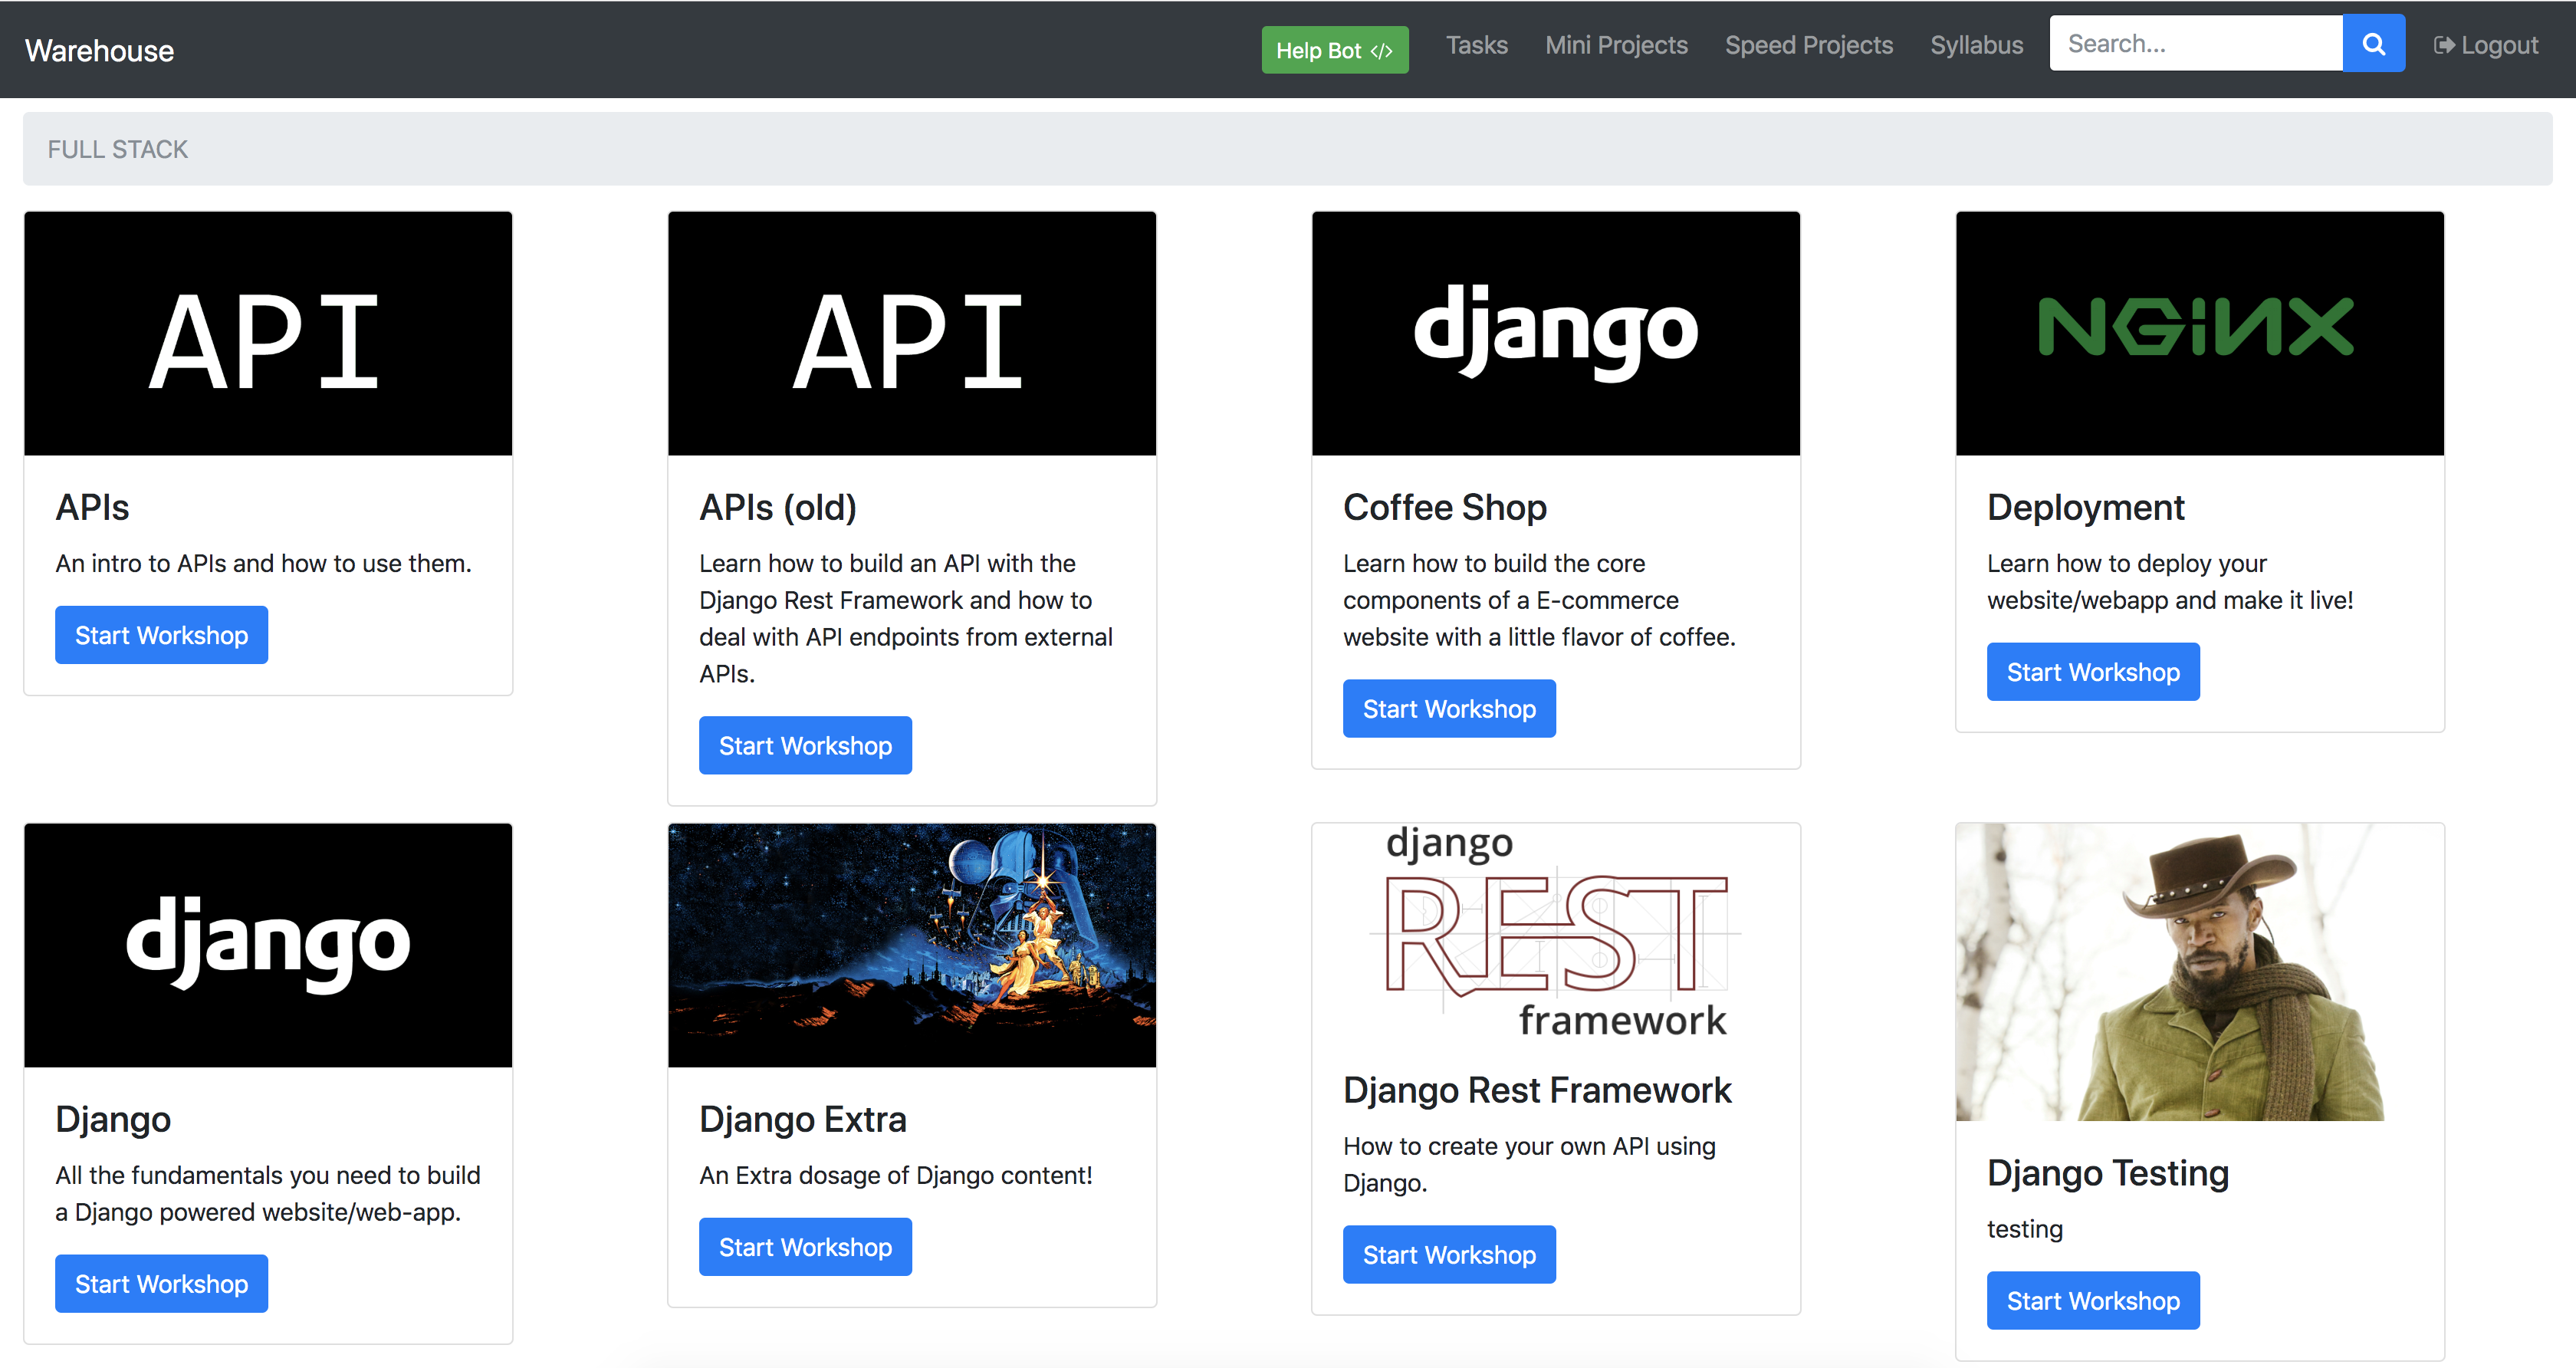 Warehouse
Help Bot </>
Tasks
Mini Projects
Speed Projects
Syllabus
Search...
Logout
FULL STACK
API
APIs
An intro to APIs and how to use them.
Start Workshop
API
APIs (old)
Learn how to build an API with the
Django Rest Framework and how to
deal with API endpoints from external
APIs.
Start Workshop
django
Coffee Shop
Learn how to build the core
components of a E-commerce
website with a little flavor of coffee.
Start Workshop
NGINX
Deployment
Learn how to deploy your
website/webapp and make it live!
Start Workshop
django
Django
All the fundamentals you need to build
a Django powered website/web-app.
Start Workshop
Django Extra
An Extra dosage of Django content!
Start Workshop
django
REST
framework
Django Rest Framework
How to create your own API using
Django.
Start Workshop
Django Testing
testing
Start Workshop